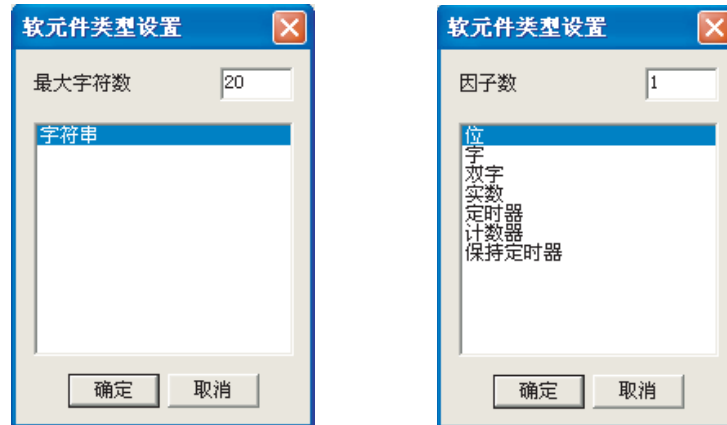 软元件类型设置
最大字符数 20
字符串
确定 取消
软元件类型设置
因子数 1
位
字
双字
实数
定时器
计数器
保持定时器
确定 取消